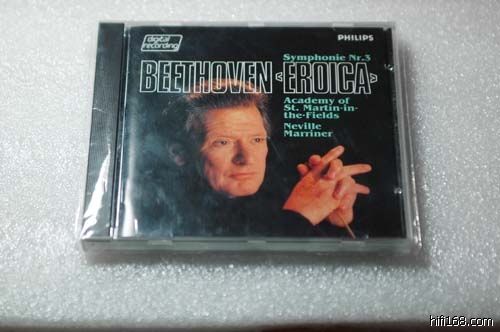 digital
recording
PHILIPS
Symphonie Nr.3
BEETHOVEN ‹EROICA›
Academy of
St. Martin-in-
the-Fields
Neville
Marriner
hifi168.com